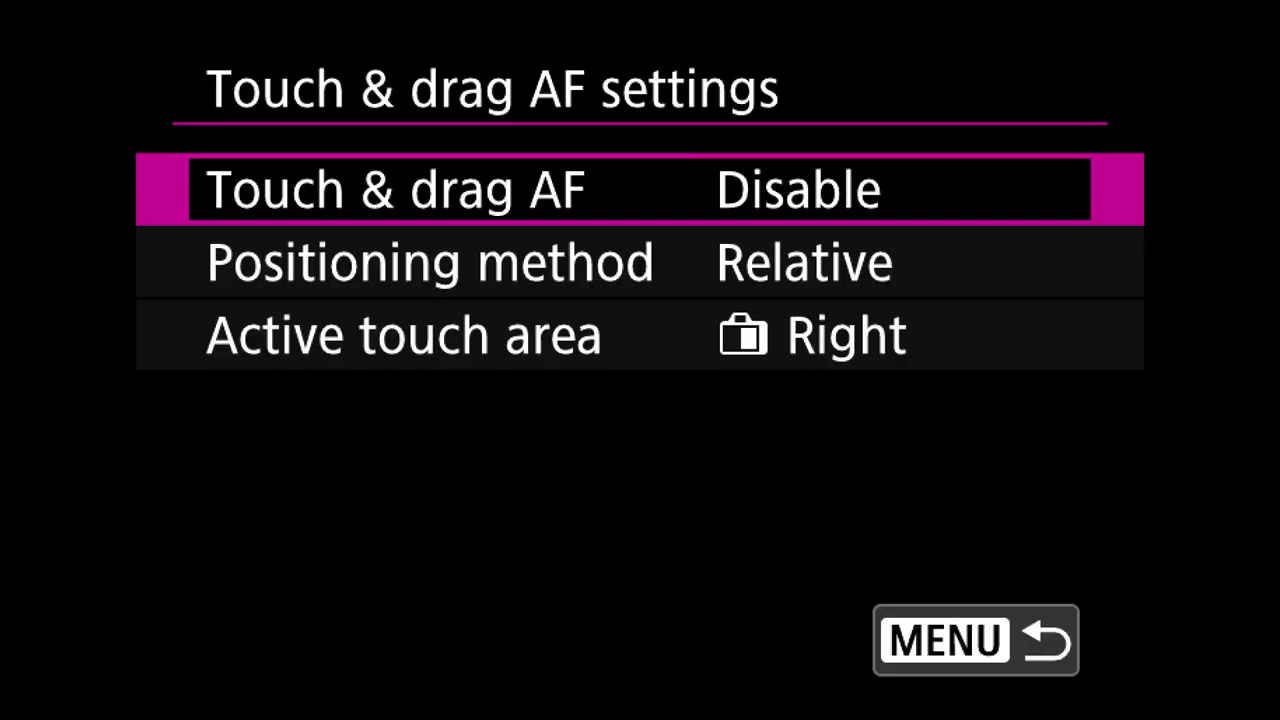 Touch & drag AF settings
Touch & drag AF Disable
Positioning method Relative
Active touch area Right
MENU